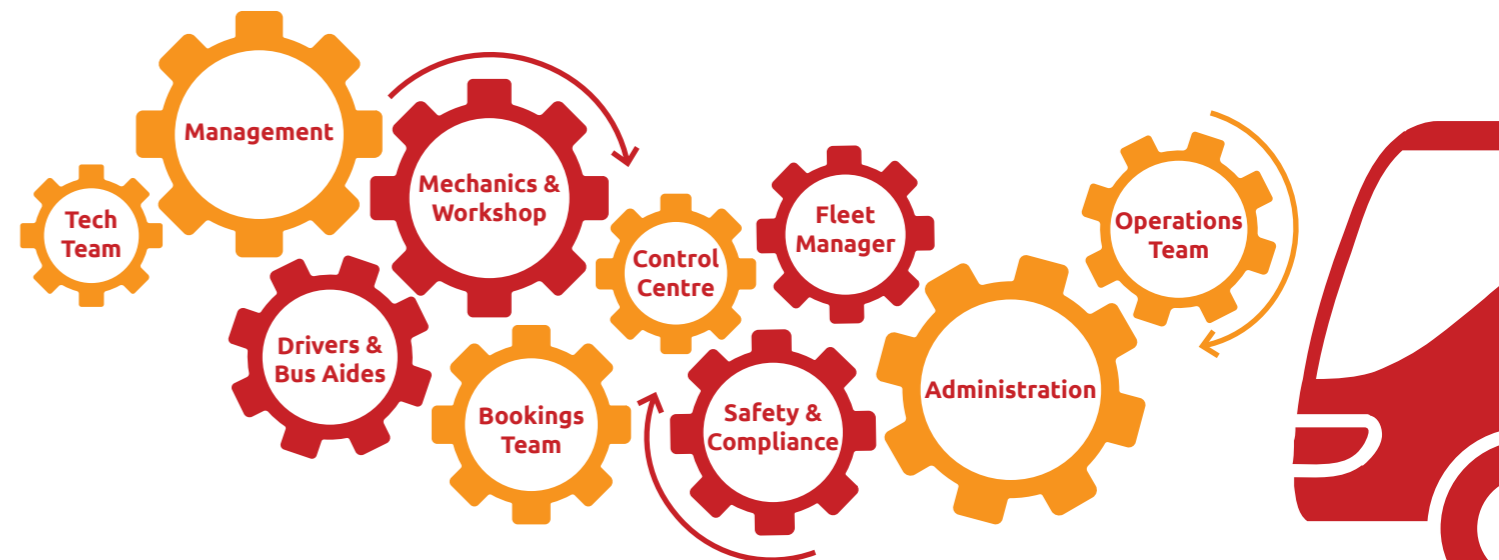 Management
Tech
Team
Mechanics &
Workshop
Drivers &
Bus Aides
Bookings
Team
Control
Centre
Fleet
Manager
Safety &
Compliance
Administration
Operations
Team